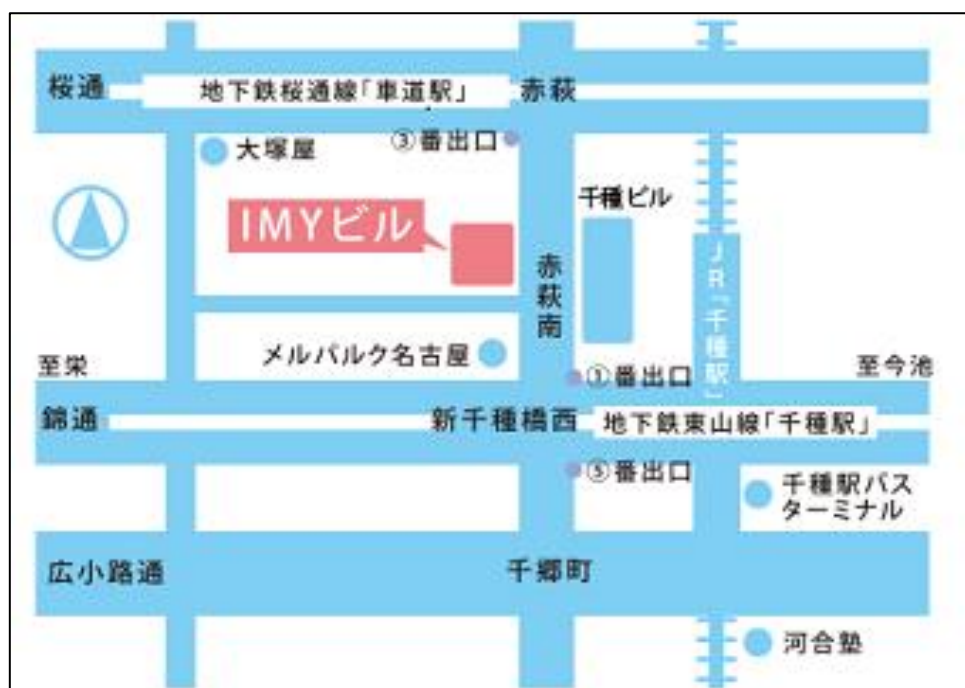 桜通
地下鉄桜通線「車道駅」
赤萩
大塚屋
③番出口
千種ビル
IMYビル
赤萩南
JR「千種駅」
メルパルク名古屋
至栄
①番出口
至今池
錦通
新千種橋西
地下鉄東山線「千種駅」
⑤番出口
千種駅バス
ターミナル
広小路通
千郷町
河合塾